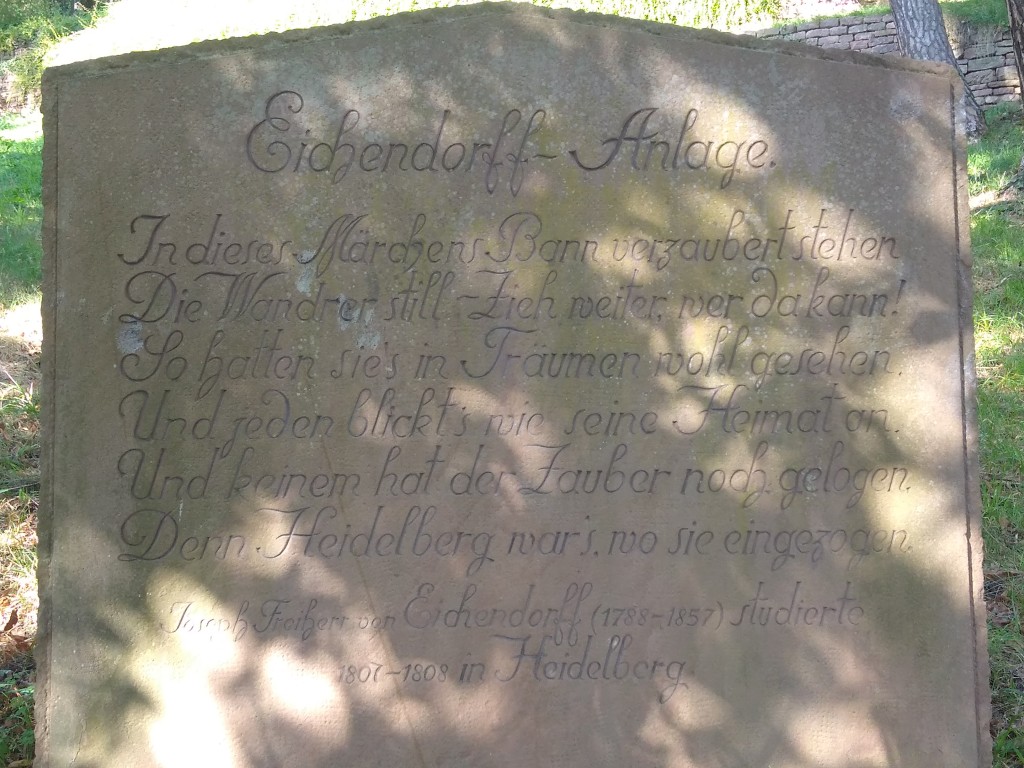 Eichendorff-Anlage.
In dieses Märchens Bann verzaubert stehen
Die Wandrer still - Zieh weiter, wer da kann!
So hatten sie's in Träumen wohl gesehen.
Und jeden blickt's wie seine Heimat an.
Und keinem hat der Zauber noch gelogen.
Denn Heidelberg war's, wo sie eingezogen.
Joseph Freiherr von Eichendorff (1788-1857) studierte
1807-1808 in Heidelberg